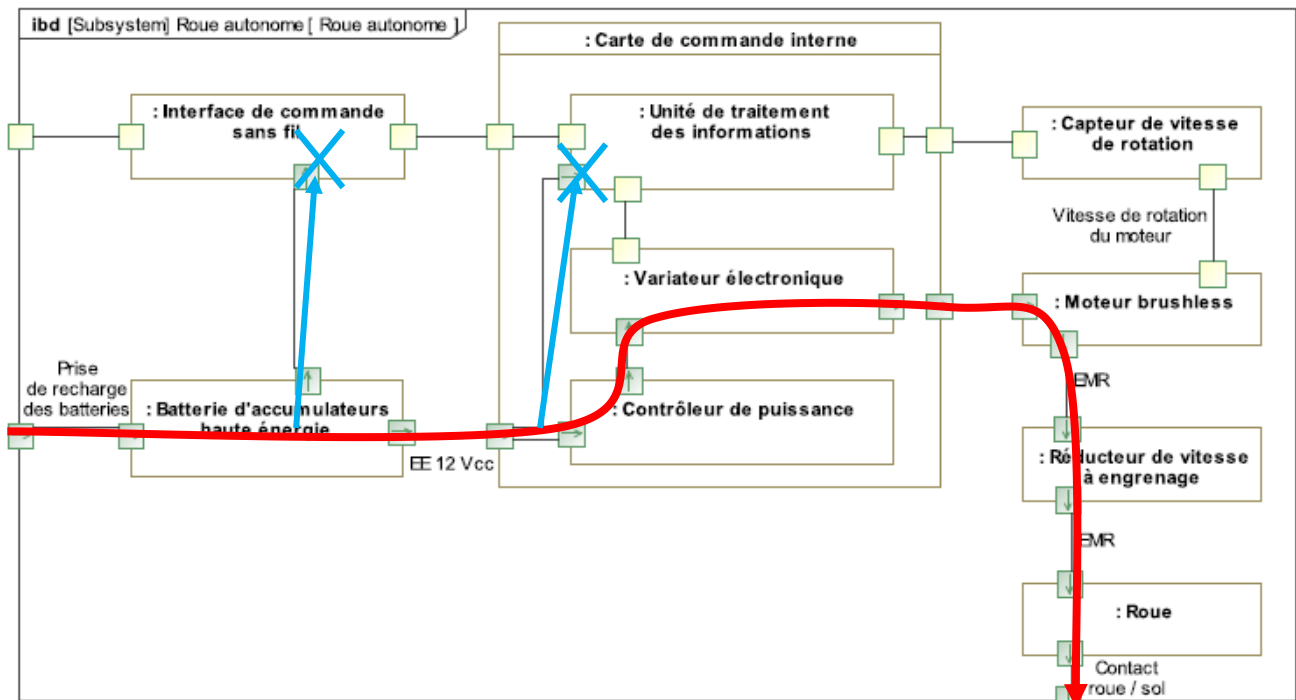 ibd [Subsystem] Roue autonome [ Roue autonome ]
: Carte de commande interne
: Interface de commande
sans fil
: Unité de traitement
des informations
: Capteur de vitesse
de rotation
Vitesse de rotation
du moteur
: Variateur électronique
: Moteur brushless
Prise
de recharge
des batteries
: Batterie d'accumulateurs
haute énergie
EE 12 Vcc
: Contrôleur de puissance
EMR
: Réducteur de vitesse
à engrenage
EMR
: Roue
Contact
roue / sol